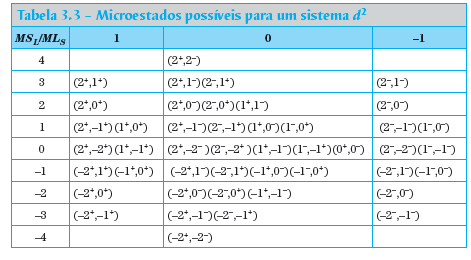 Tabela 3.3 – Microestados possíveis para um sistema d²
MS_L/ML_S 1 0 –1
4 (2⁺,2⁻)
3 (2⁺,1⁺) (2⁺,1⁻)(2⁻,1⁺) (2⁻,1⁻)
2 (2⁺,0⁺) (2⁺,0⁻)(2⁻,0⁺)(1⁺,1⁻) (2⁻,0⁻)
1 (2⁺,–1⁺)(1⁺,0⁺) (2⁺,–1⁻)(2⁻,–1⁺)(1⁺,0⁻)(1⁻,0⁺) (2⁻,–1⁻)(1⁻,0⁻)
0 (2⁺,–2⁺)(1⁺,–1⁺) (2⁺,–2⁻)(2⁻,–2⁺)(1⁺,–1⁻)(1⁻,–1⁺)(0⁺,0⁻) (2⁻,–2⁻)(1⁻,–1⁻)
–1 (–2⁺,1⁺)(–1⁺,0⁺) (–2⁺,1⁻)(–2⁻,1⁺)(–1⁺,0⁻)(–1⁻,0⁺) (–2⁻,1⁻)(–1⁻,0⁻)
–2 (–2⁺,0⁺) (–2⁺,0⁻)(–2⁻,0⁺)(–1⁺,–1⁻) (–2⁻,0⁻)
–3 (–2⁺,–1⁺) (–2⁺,–1⁻)(–2⁻,–1⁺) (–2⁻,–1⁻)
–4 (–2⁺,–2⁻)